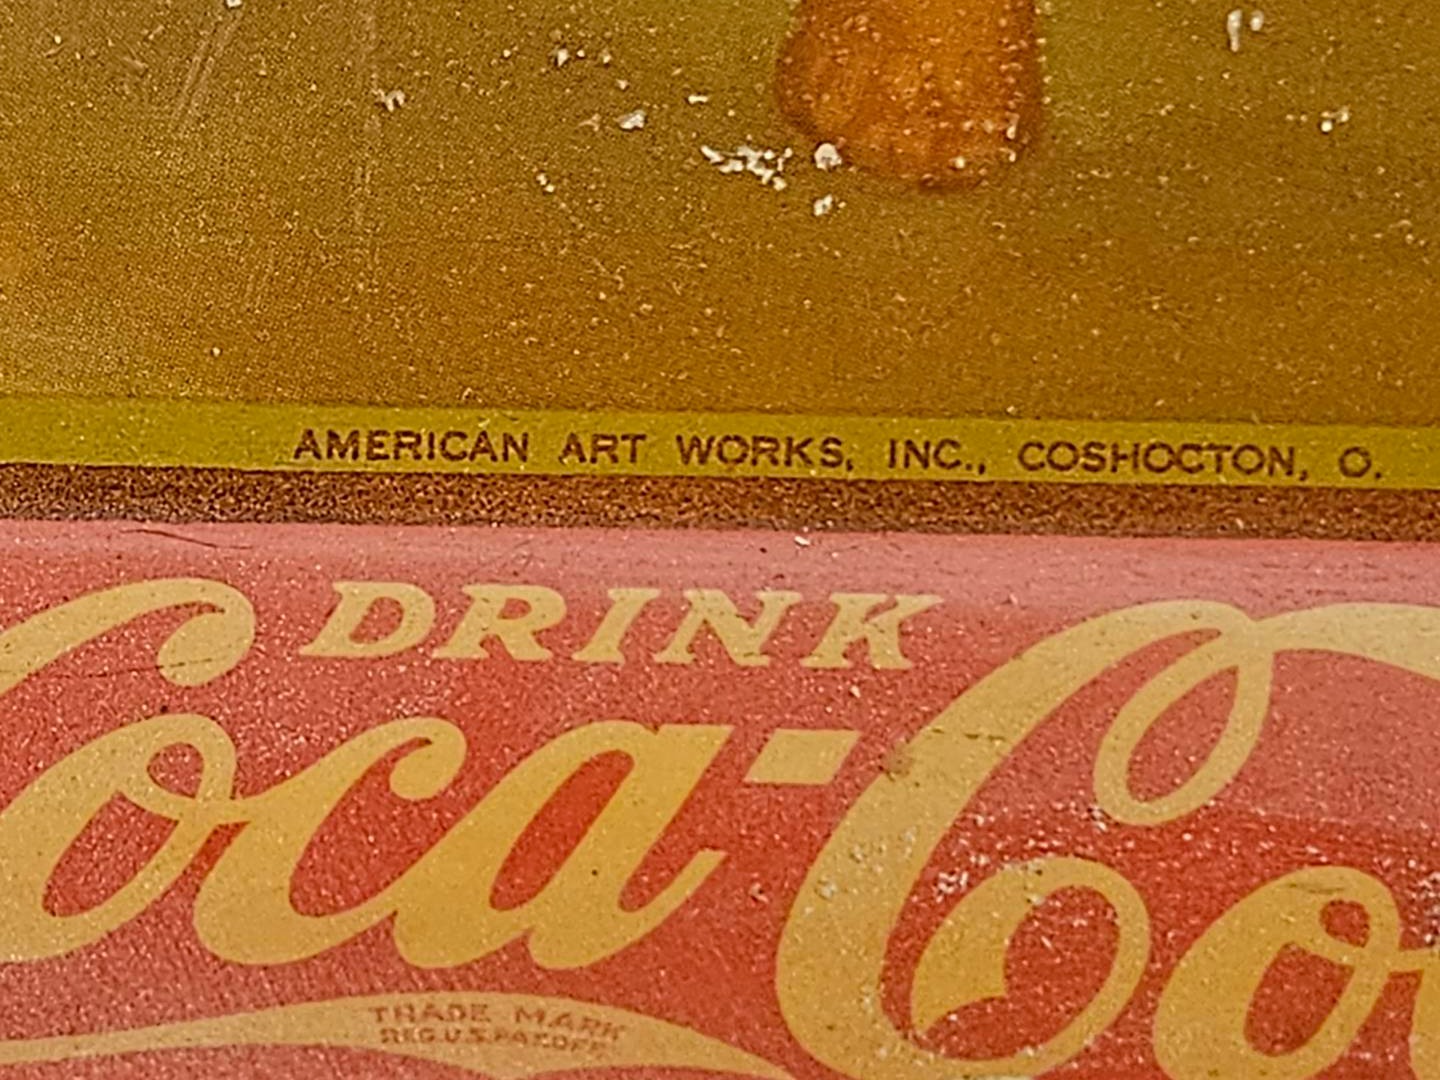 AMERICAN ART WORKS, INC., COSHOCTON, O.
DRINK
Coca-Co
TRADE MARK
REG. U.S. PAT. OFF.